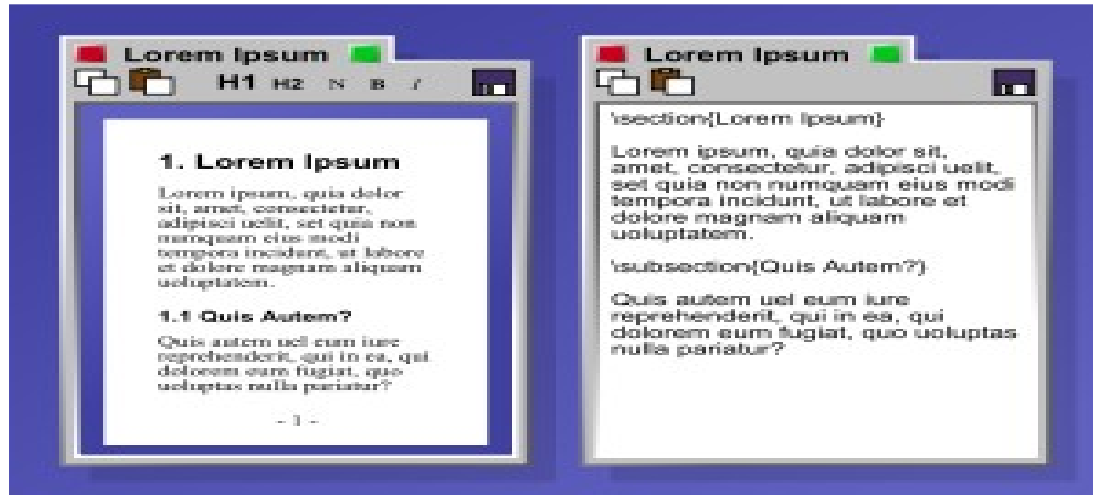 Lorem Ipsum
H1 H2 N B I
1. Lorem Ipsum
Lorem ipsum, quia dolor
sit, amet, consectetur,
adipisci uelit, set quia non
numquam eius modi
tempora incidunt, ut labore
et dolore magnam aliquam
uoluptatem.
1.1 Quis Autem?
Quis autem uel eum iure
reprehenderit, qui in ea, qui
dolorem eum fugiat, quo
uoluptas nulla pariatur?
- 1 -
Lorem Ipsum
\section{Lorem Ipsum}
Lorem ipsum, quia dolor sit,
amet, consectetur, adipisci uelit,
set quia non numquam eius modi
tempora incidunt, ut labore et
dolore magnam aliquam
uoluptatem.
\subsection{Quis Autem?}
Quis autem uel eum iure
reprehenderit, qui in ea, qui
dolorem eum fugiat, quo uoluptas
nulla pariatur?